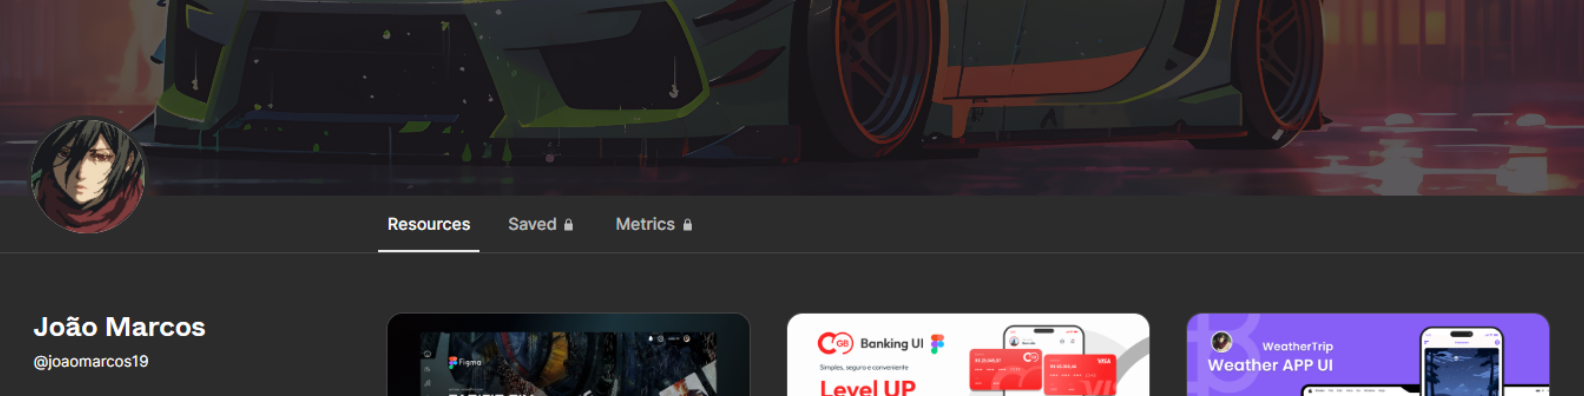 Resources
Saved
Metrics
João Marcos
@joaomarcos19
Figma
GB
Banking UI
Simples, seguro e conveniente
Level UP
VISA
WeatherTrip
Weather APP UI